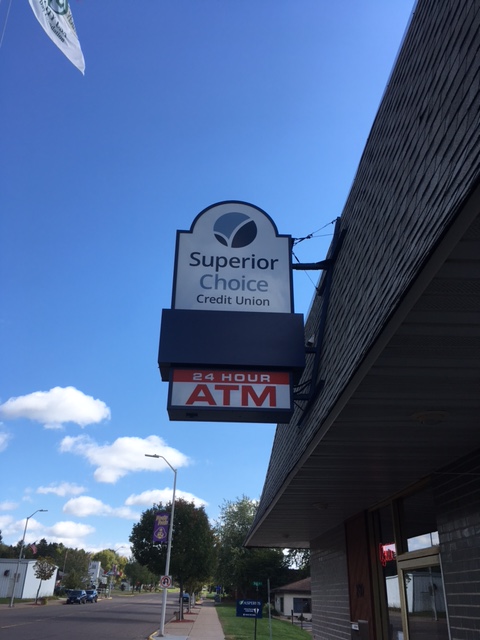 Superior
Choice
Credit Union
24 HOUR
ATM